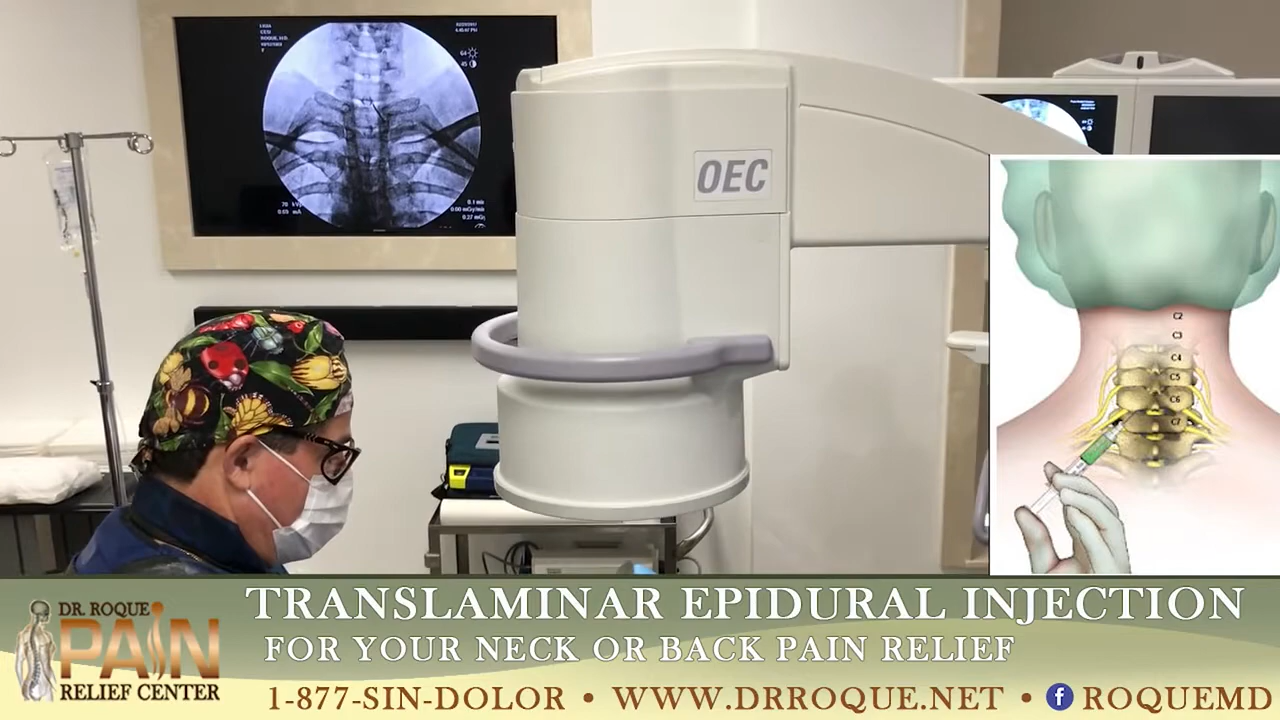 ROQUE, M.D.
OEC
C2
C3
C4
C5
C6
C7
DR. ROQUE
PAIN
RELIEF CENTER
TRANSLAMINAR EPIDURAL INJECTION
FOR YOUR NECK OR BACK PAIN RELIEF
1-877-SIN-DOLOR • WWW.DRROQUE.NET • f ROQUEMD